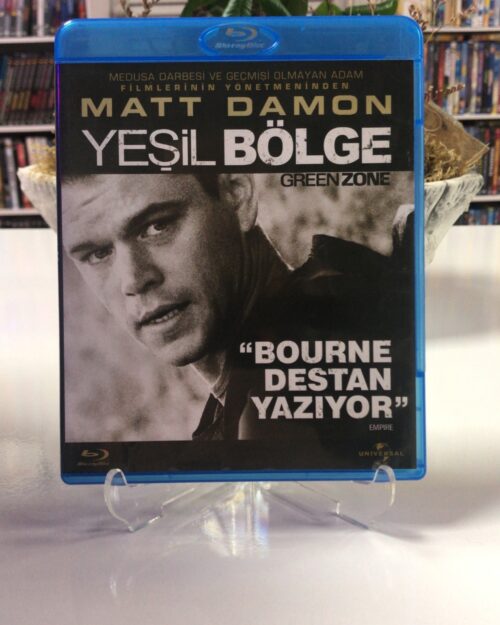 Blu-ray Disc
MEDUSA DARBESİ VE GEÇMİŞİ OLMAYAN ADAM
FİLMLERİNİN YÖNETMENİNDEN
MATT DAMON
YEŞİL BÖLGE
GREEN ZONE
“BOURNE
DESTAN
YAZIYOR”
EMPIRE
Blu-ray Disc
UNIVERSAL